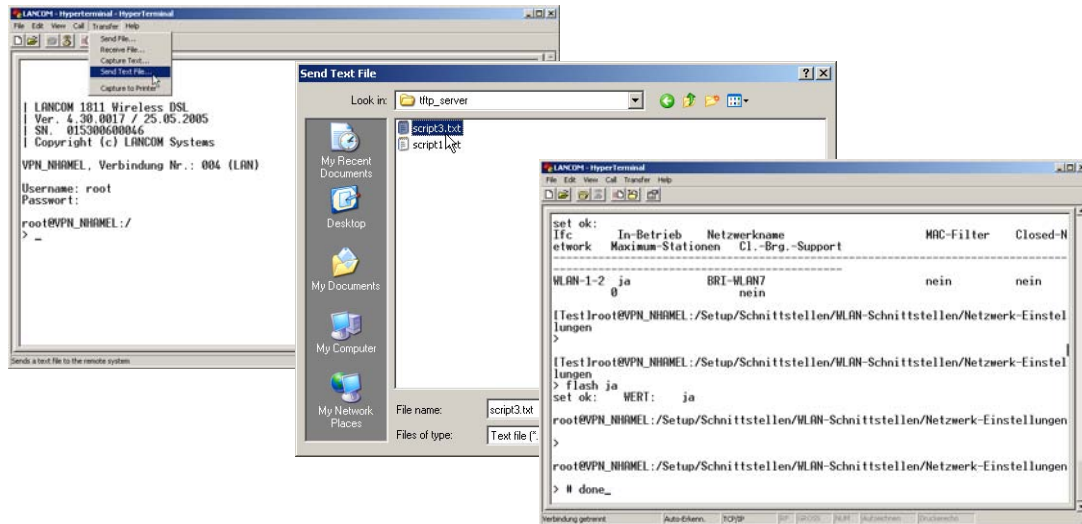 LANCOM - Hyperterminal - HyperTerminal
File Edit View Call Transfer Help
Send File...
Receive File...
Capture Text...
Send Text File...
Capture to Printer
| LANCOM 1811 Wireless DSL
| Ver. 4.30.0017 / 25.05.2005
| SN. 015300600046
| Copyright (c) LANCOM Systems
VPN_NHAMEL, Verbindung Nr.: 004 (LAN)
Username: root
Passwort:
root@VPN_NHAMEL:/
> _
Sends a text file to the remote system
Send Text File
Look in: tftp_server
script3.txt
My Recent
Documents
Desktop
My Documents
My Computer
My Network
Places
File name: script3.txt
Files of type: Text file (*.
LANCOM - HyperTerminal
File Edit View Call Transfer Help
set ok:
Ifc In-Betrieb Netzwerkname MAC-Filter Closed-N
etwork Maximum-Stationen Cl.-Brg.-Support
--------------------------------------------------------------------------------
---------------------------------------------
WLAN-1-2 ja BRI-WLAN7 nein nein
0 nein
[Test]root@VPN_NHAMEL:/Setup/Schnittstellen/WLAN-Schnittstellen/Netzwerk-Einstel
lungen
>
[Test]root@VPN_NHAMEL:/Setup/Schnittstellen/WLAN-Schnittstellen/Netzwerk-Einstel
lungen
> flash ja
set ok: WERT: ja
root@VPN_NHAMEL:/Setup/Schnittstellen/WLAN-Schnittstellen/Netzwerk-Einstellungen
>
root@VPN_NHAMEL:/Setup/Schnittstellen/WLAN-Schnittstellen/Netzwerk-Einstellungen
> # done_
Verbindung getrennt Auto-Erkenn. TCP/IP RF GROSS NUM Aufzeichnen Druckerecho